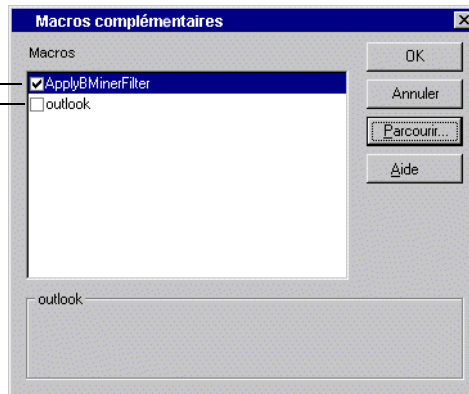 Macros complémentaires
Macros
ApplyBMinerFilter
outlook
OK
Annuler
Parcourir...
Aide
outlook